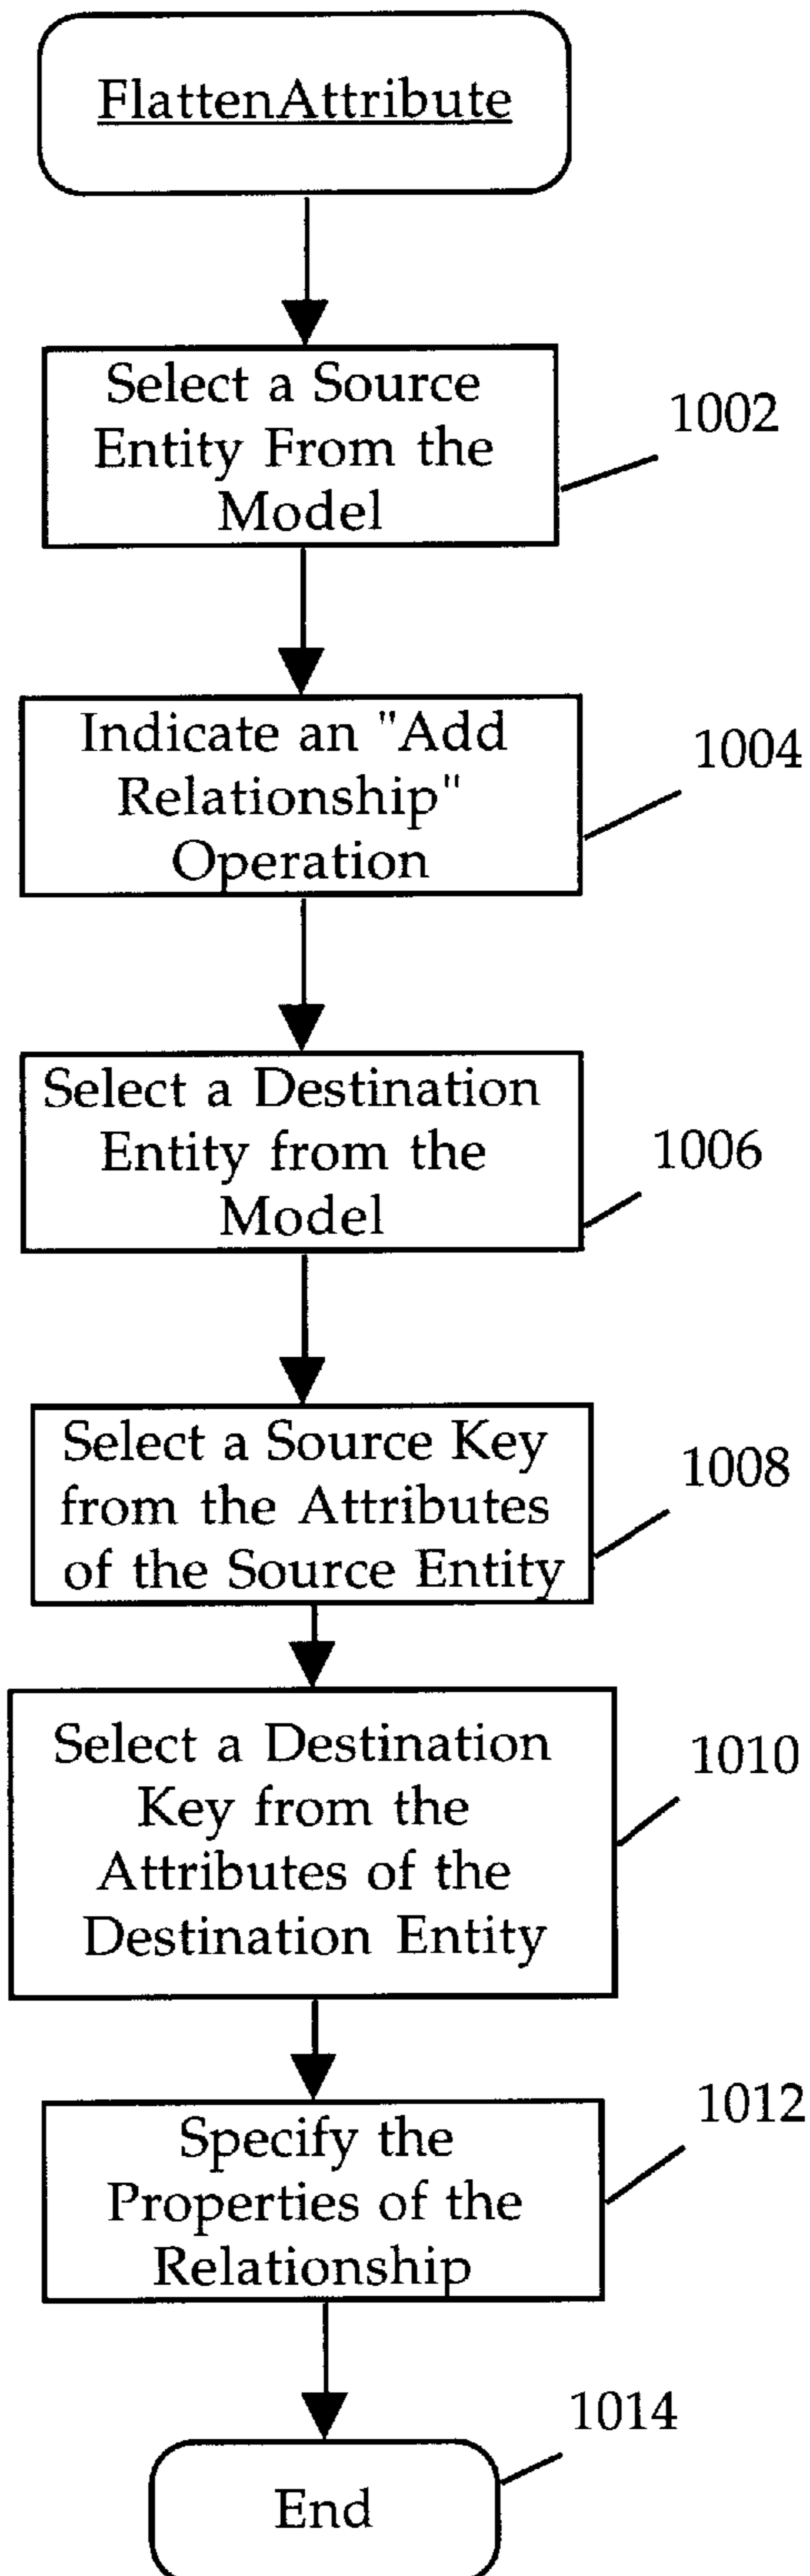 FlattenAttribute
Select a Source
Entity From the
Model
1002
Indicate an "Add
Relationship"
Operation
1004
Select a Destination
Entity from the
Model
1006
Select a Source Key
from the Attributes
of the Source Entity
1008
Select a Destination
Key from the
Attributes of the
Destination Entity
1010
Specify the
Properties of the
Relationship
1012
End
1014